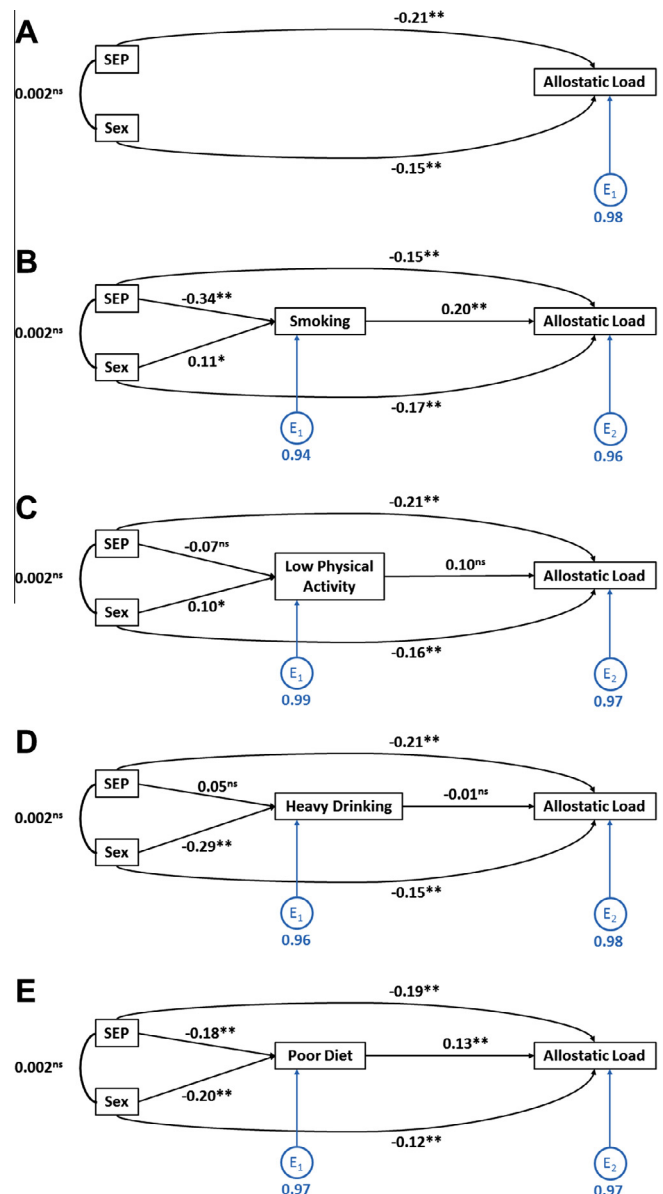 A
-0.21**
SEP
Allostatic Load
0.002ns
Sex
-0.15**
E1
0.98
B
-0.15**
SEP
-0.34**
Smoking
0.20**
Allostatic Load
0.002ns
0.11*
Sex
-0.17**
E1
E2
0.94
0.96
C
-0.21**
SEP
-0.07ns
Low Physical
Activity
0.10ns
Allostatic Load
0.002ns
0.10*
Sex
-0.16**
E1
E2
0.99
0.97
D
-0.21**
SEP
0.05ns
Heavy Drinking
-0.01ns
Allostatic Load
0.002ns
-0.29**
Sex
-0.15**
E1
E2
0.96
0.98
E
-0.19**
SEP
-0.18**
Poor Diet
0.13**
Allostatic Load
0.002ns
-0.20**
Sex
-0.12**
E1
E2
0.97
0.97